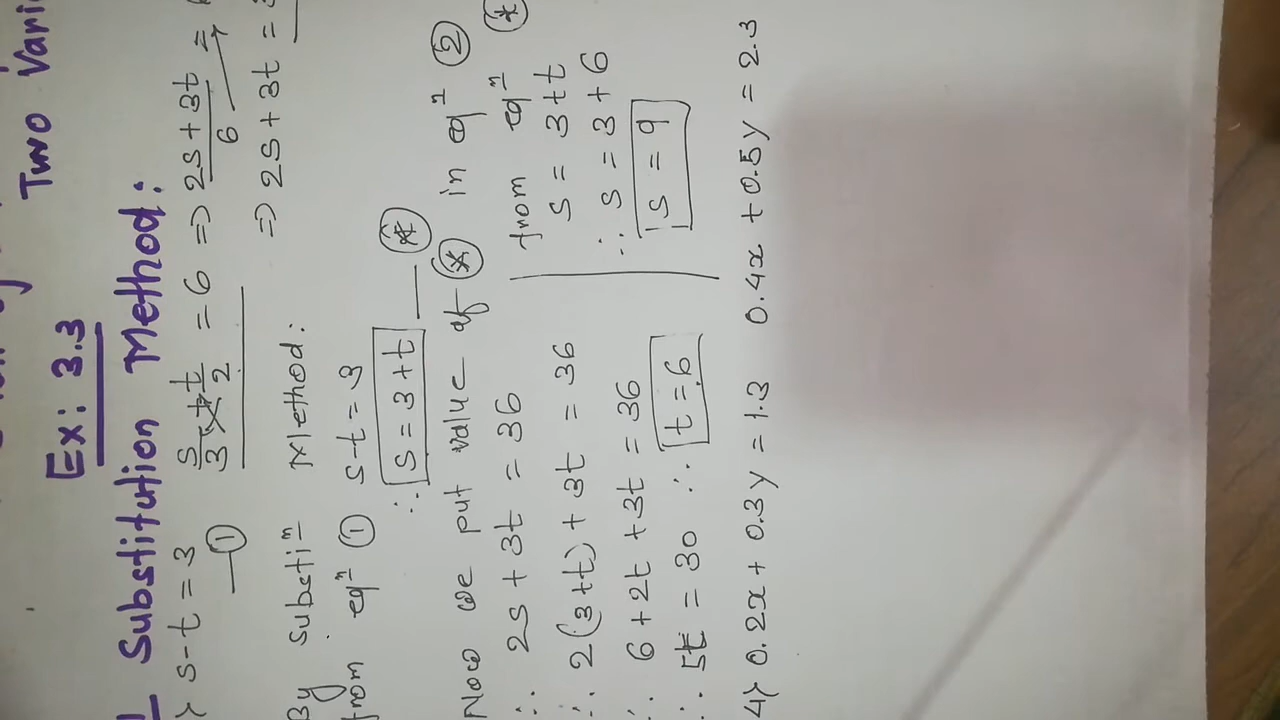 Two Vari
Ex: 3.3
Substitution Method:
s-t = 3 s/3 + t/2 = 6 ⇒ 2s + 3t/6 =
① ⇒ 2s + 3t =
By substiⁿ Method:
from eqⁿ ① s-t = 3
∴ s = 3+t — *
Now we put value of * in eqⁿ ②
∴ 2s + 3t = 36
∴ 2(3+t) + 3t = 36
∴ 6 + 2t + 3t = 36
∴ 5t = 30 ∴ t = 6
from eqⁿ *
s = 3+t
∴ s = 3+6
s = 9
4} 0.2x + 0.3y = 1.3 0.4x + 0.5y = 2.3